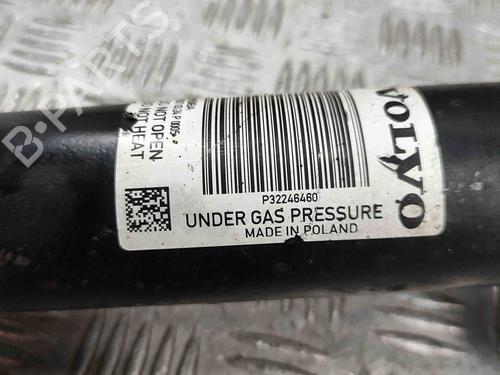 VOLVO
P32246460
UNDER GAS PRESSURE
MADE IN POLAND
NOT OPEN
NOT HEAT
B-PARTS